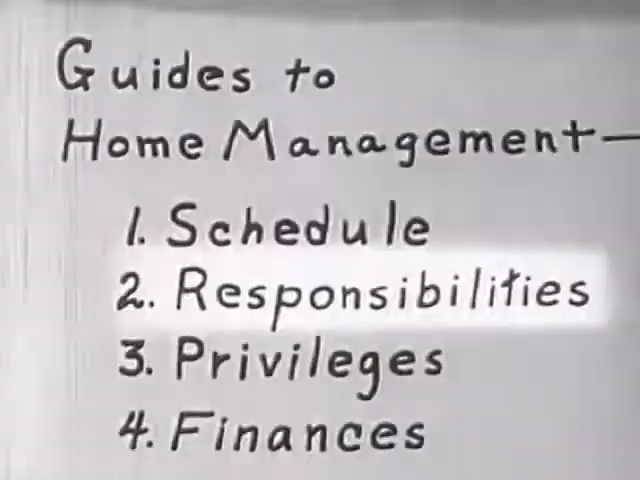 Guides to
Home Management—
1. Schedule
2. Responsibilities
3. Privileges
4. Finances